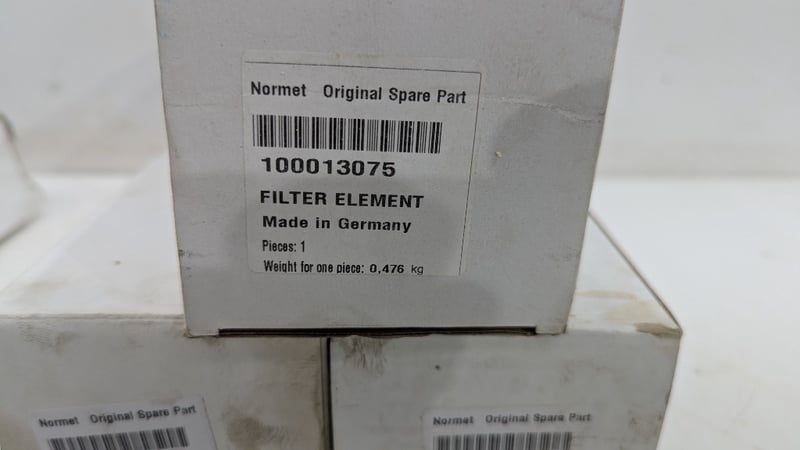 Normet Original Spare Part
100013075
FILTER ELEMENT
Made in Germany
Pieces: 1
Weight for one piece: 0,476 kg
Normet Original Spare Part
Normet Original Spare Part